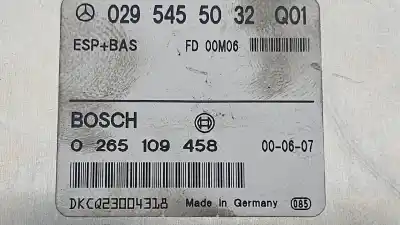 029 545 50 32 Q01
ESP+BAS FD 00M06
BOSCH
0 265 109 458 00-06-07
DKCQ23004318 Made in Germany 085